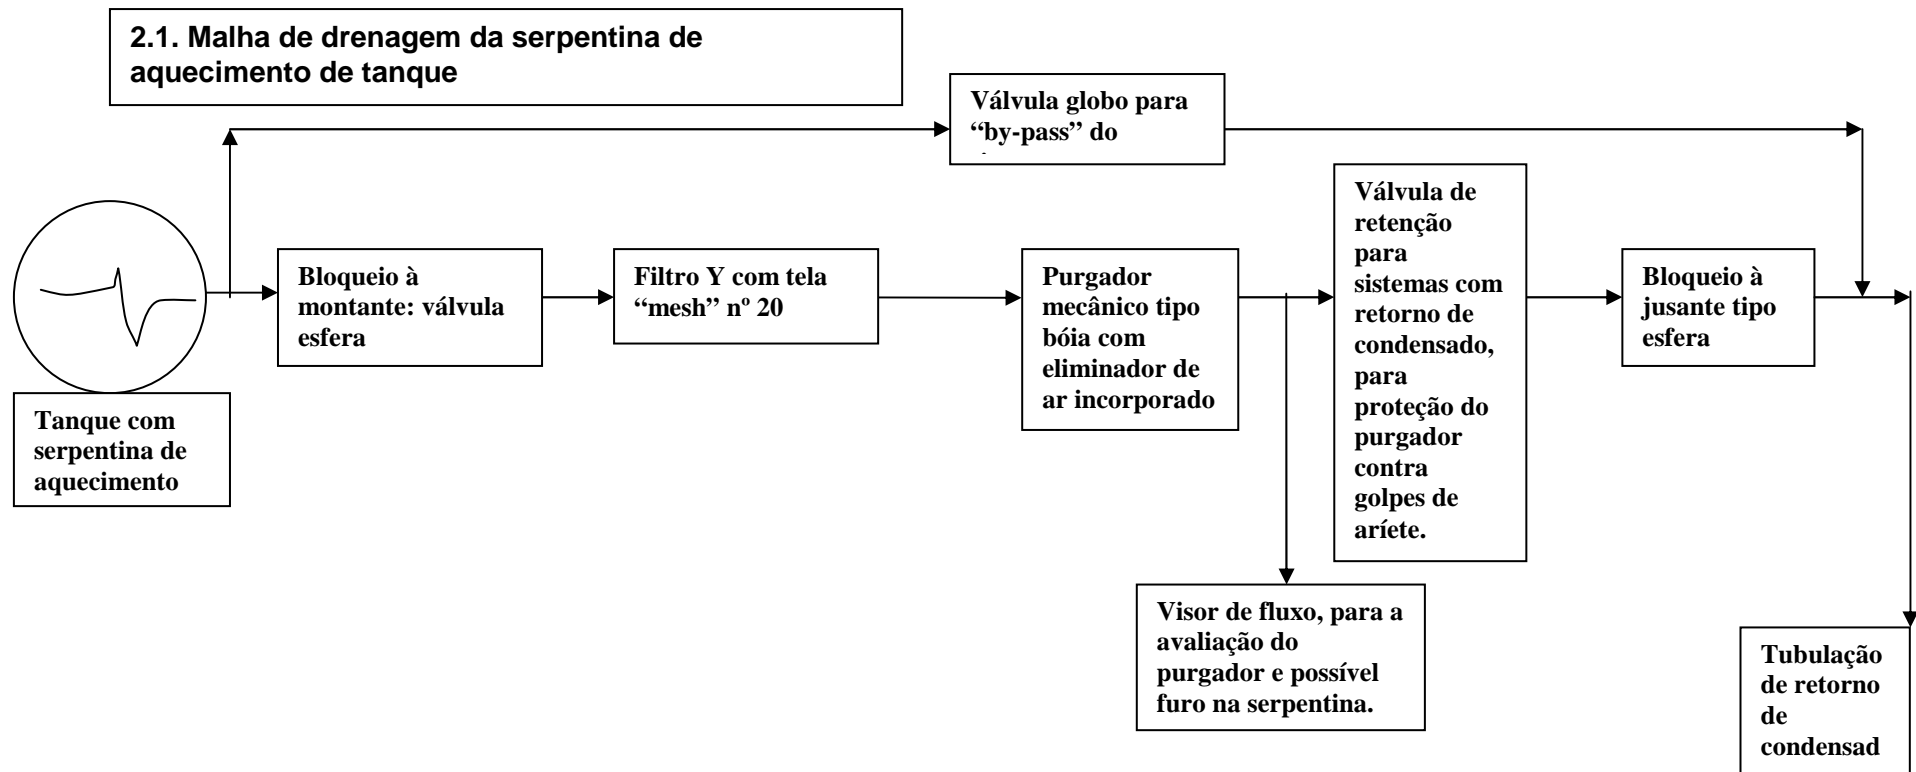 2.1. Malha de drenagem da serpentina de
aquecimento de tanque
Válvula globo para
“by-pass” do
Válvula de
retenção
para
sistemas com
retorno de
condensado,
para
proteção do
purgador
contra
golpes de
aríete.
Bloqueio à
montante: válvula
esfera
Filtro Y com tela
“mesh” nº 20
Purgador
mecânico tipo
bóia com
eliminador de
ar incorporado
Bloqueio à
jusante tipo
esfera
Tanque com
serpentina de
aquecimento
Visor de fluxo, para a
avaliação do
purgador e possível
furo na serpentina.
Tubulação
de retorno
de
condensad